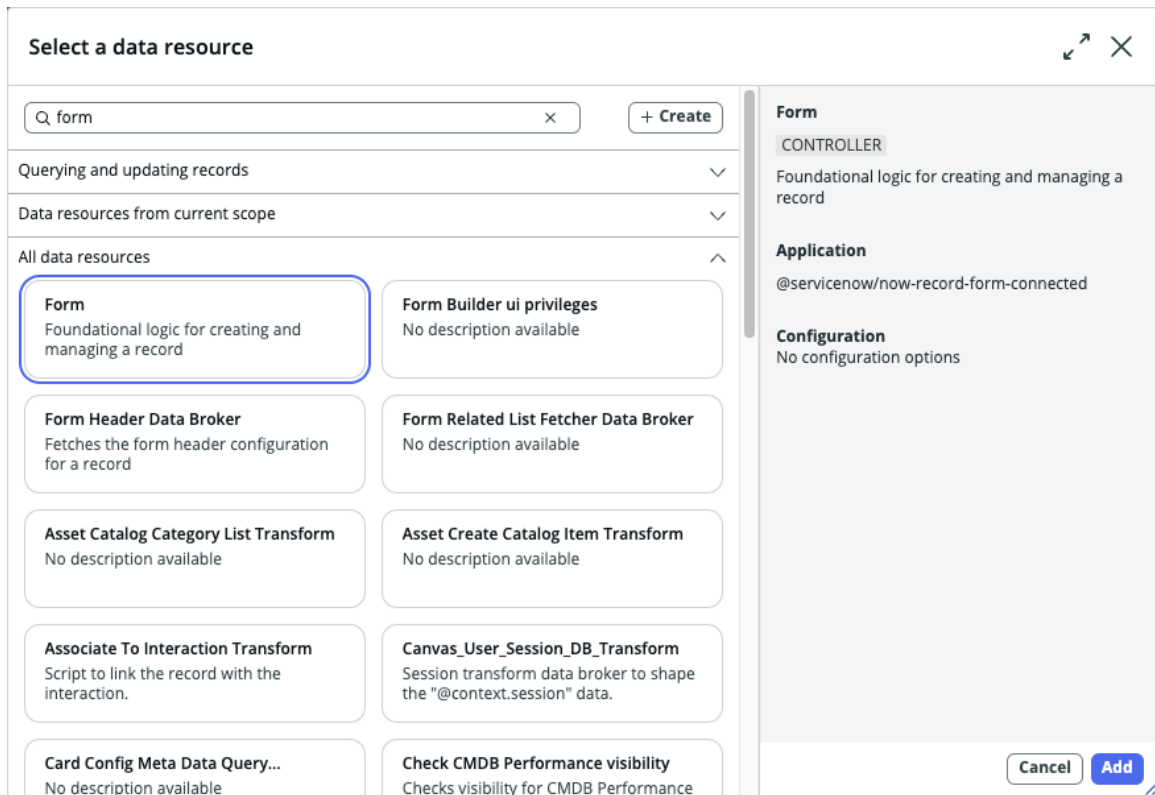 Select a data resource
form
+ Create
Querying and updating records
Data resources from current scope
All data resources
Form
Foundational logic for creating and
managing a record
Form Builder ui privileges
No description available
Form Header Data Broker
Fetches the form header configuration
for a record
Form Related List Fetcher Data Broker
No description available
Asset Catalog Category List Transform
No description available
Asset Create Catalog Item Transform
No description available
Associate To Interaction Transform
Script to link the record with the
interaction.
Canvas_User_Session_DB_Transform
Session transform data broker to shape
the "@context.session" data.
Card Config Meta Data Query...
No description available
Check CMDB Performance visibility
Checks visibility for CMDB Performance
Form
CONTROLLER
Foundational logic for creating and managing a
record
Application
@servicenow/now-record-form-connected
Configuration
No configuration options
Cancel
Add